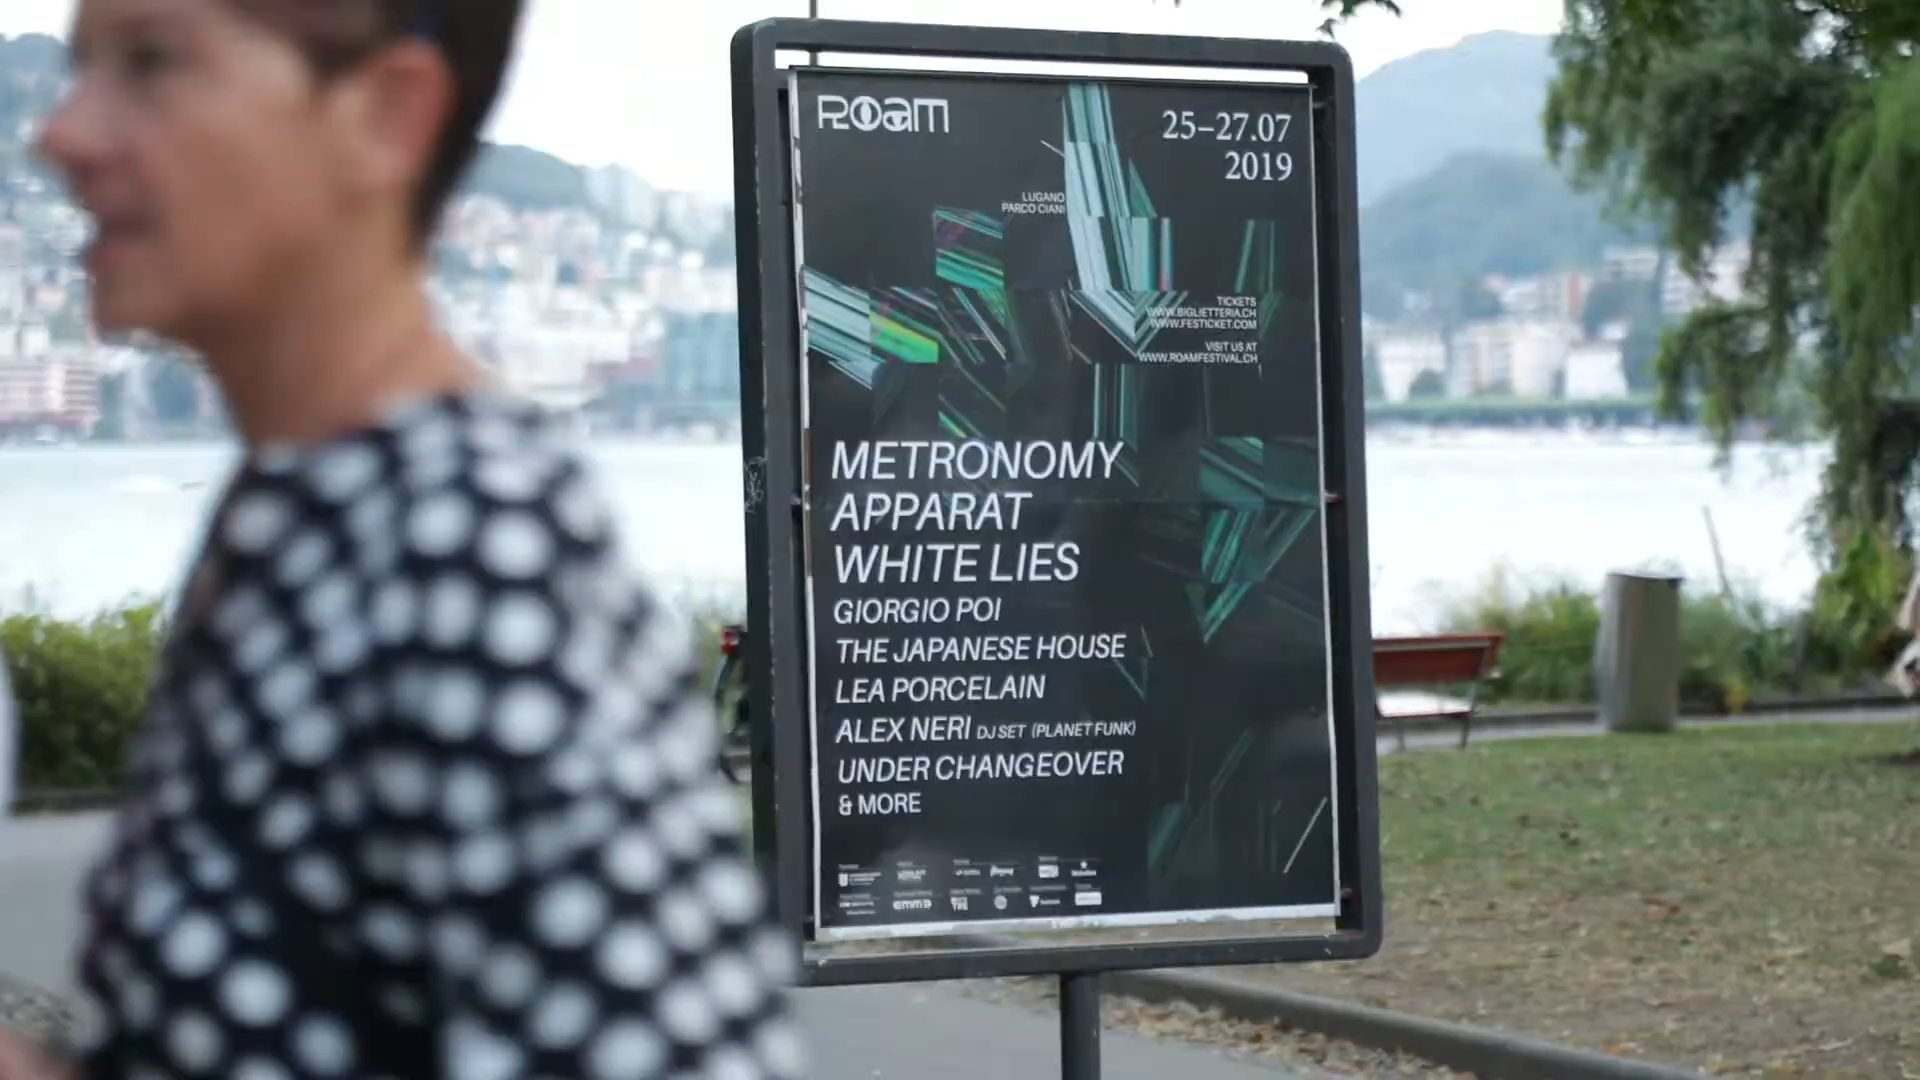 ROAM
25–27.07
2019
LUGANO
PARCO CIANI
TICKETS
WWW.BIGLIETTERIA.CH
WWW.FESTICKET.COM
VISIT US AT
WWW.ROAMFESTIVAL.CH
METRONOMY
APPARAT
WHITE LIES
GIORGIO POI
THE JAPANESE HOUSE
LEA PORCELAIN
ALEX NERI DJ SET (PLANET FUNK)
UNDER CHANGEOVER
& MORE